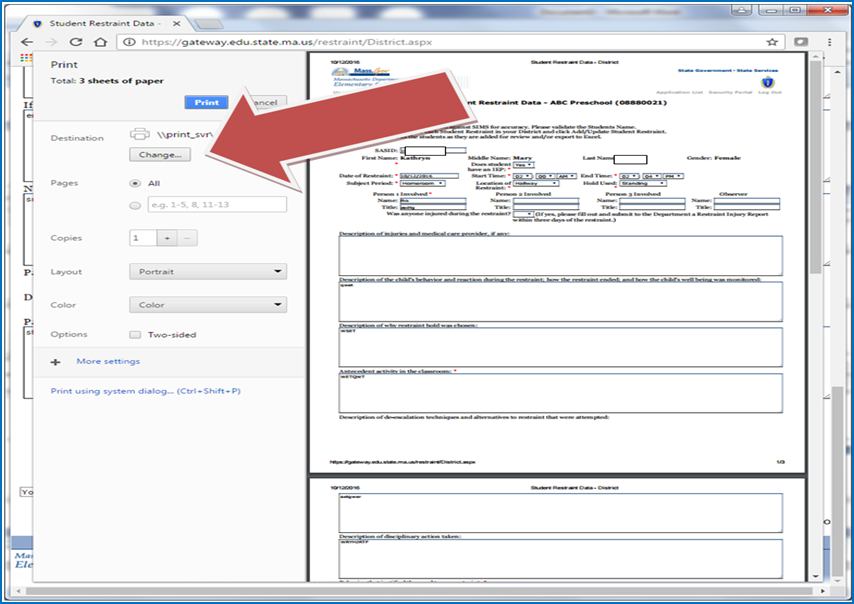 Student Restraint Data -
https://gateway.edu.state.ma.us/restraint/District.aspx
Print
Total: 3 sheets of paper
Print
Cancel
Destination
\\print_svr\
Change...
Pages
All
e.g. 1-5, 8, 11-13
Copies
1
+
−
Layout
Portrait
Color
Color
Options
Two-sided
+ More settings
Print using system dialog... (Ctrl+Shift+P)
10/12/2016 Student Restraint Data - District
Mass.Gov
State Government - State Services
Massachusetts Depart
Elementary
Application List Security Portal Log Out
t Restraint Data - ABC Preschool (08880021)
against SIMS for accuracy. Please validate the Students Name.
each Student Restraint in your District and click Add/Update Student Restraint.
the students as they are added for review and/or export to Excel.
SASID:
First Name: Kathryn Middle Name: Mary Last Name Gender: Female
* Does student have an IEP: * Yes
Date of Restraint: * 10/12/2016 Start Time: * 02 : 00 AM End Time: * 02 : 04 PM
Subject Period: * Homeroom Location of Restraint: * Hallway Hold Used: Standing
Person 1 Involved * Person 2 Involved Person 3 Involved Observer
Name: Name: Name: Name:
Title: Title: Title: Title:
Was anyone injured during the restraint? (If yes, please fill out and submit to the Department a Restraint Injury Report
within three days of the restraint.)
Description of injuries and medical care provider, if any:
Description of the child's behavior and reaction during the restraint; how the restraint ended; and how the child's well being was monitored:
Description of why restraint hold was chosen:
Antecedent activity in the classroom: *
Description of de-escalation techniques and alternatives to restraint that were attempted:
https://gateway.edu.state.ma.us/restraint/District.aspx 1/3
10/12/2016 Student Restraint Data - District
Description of disciplinary action taken: